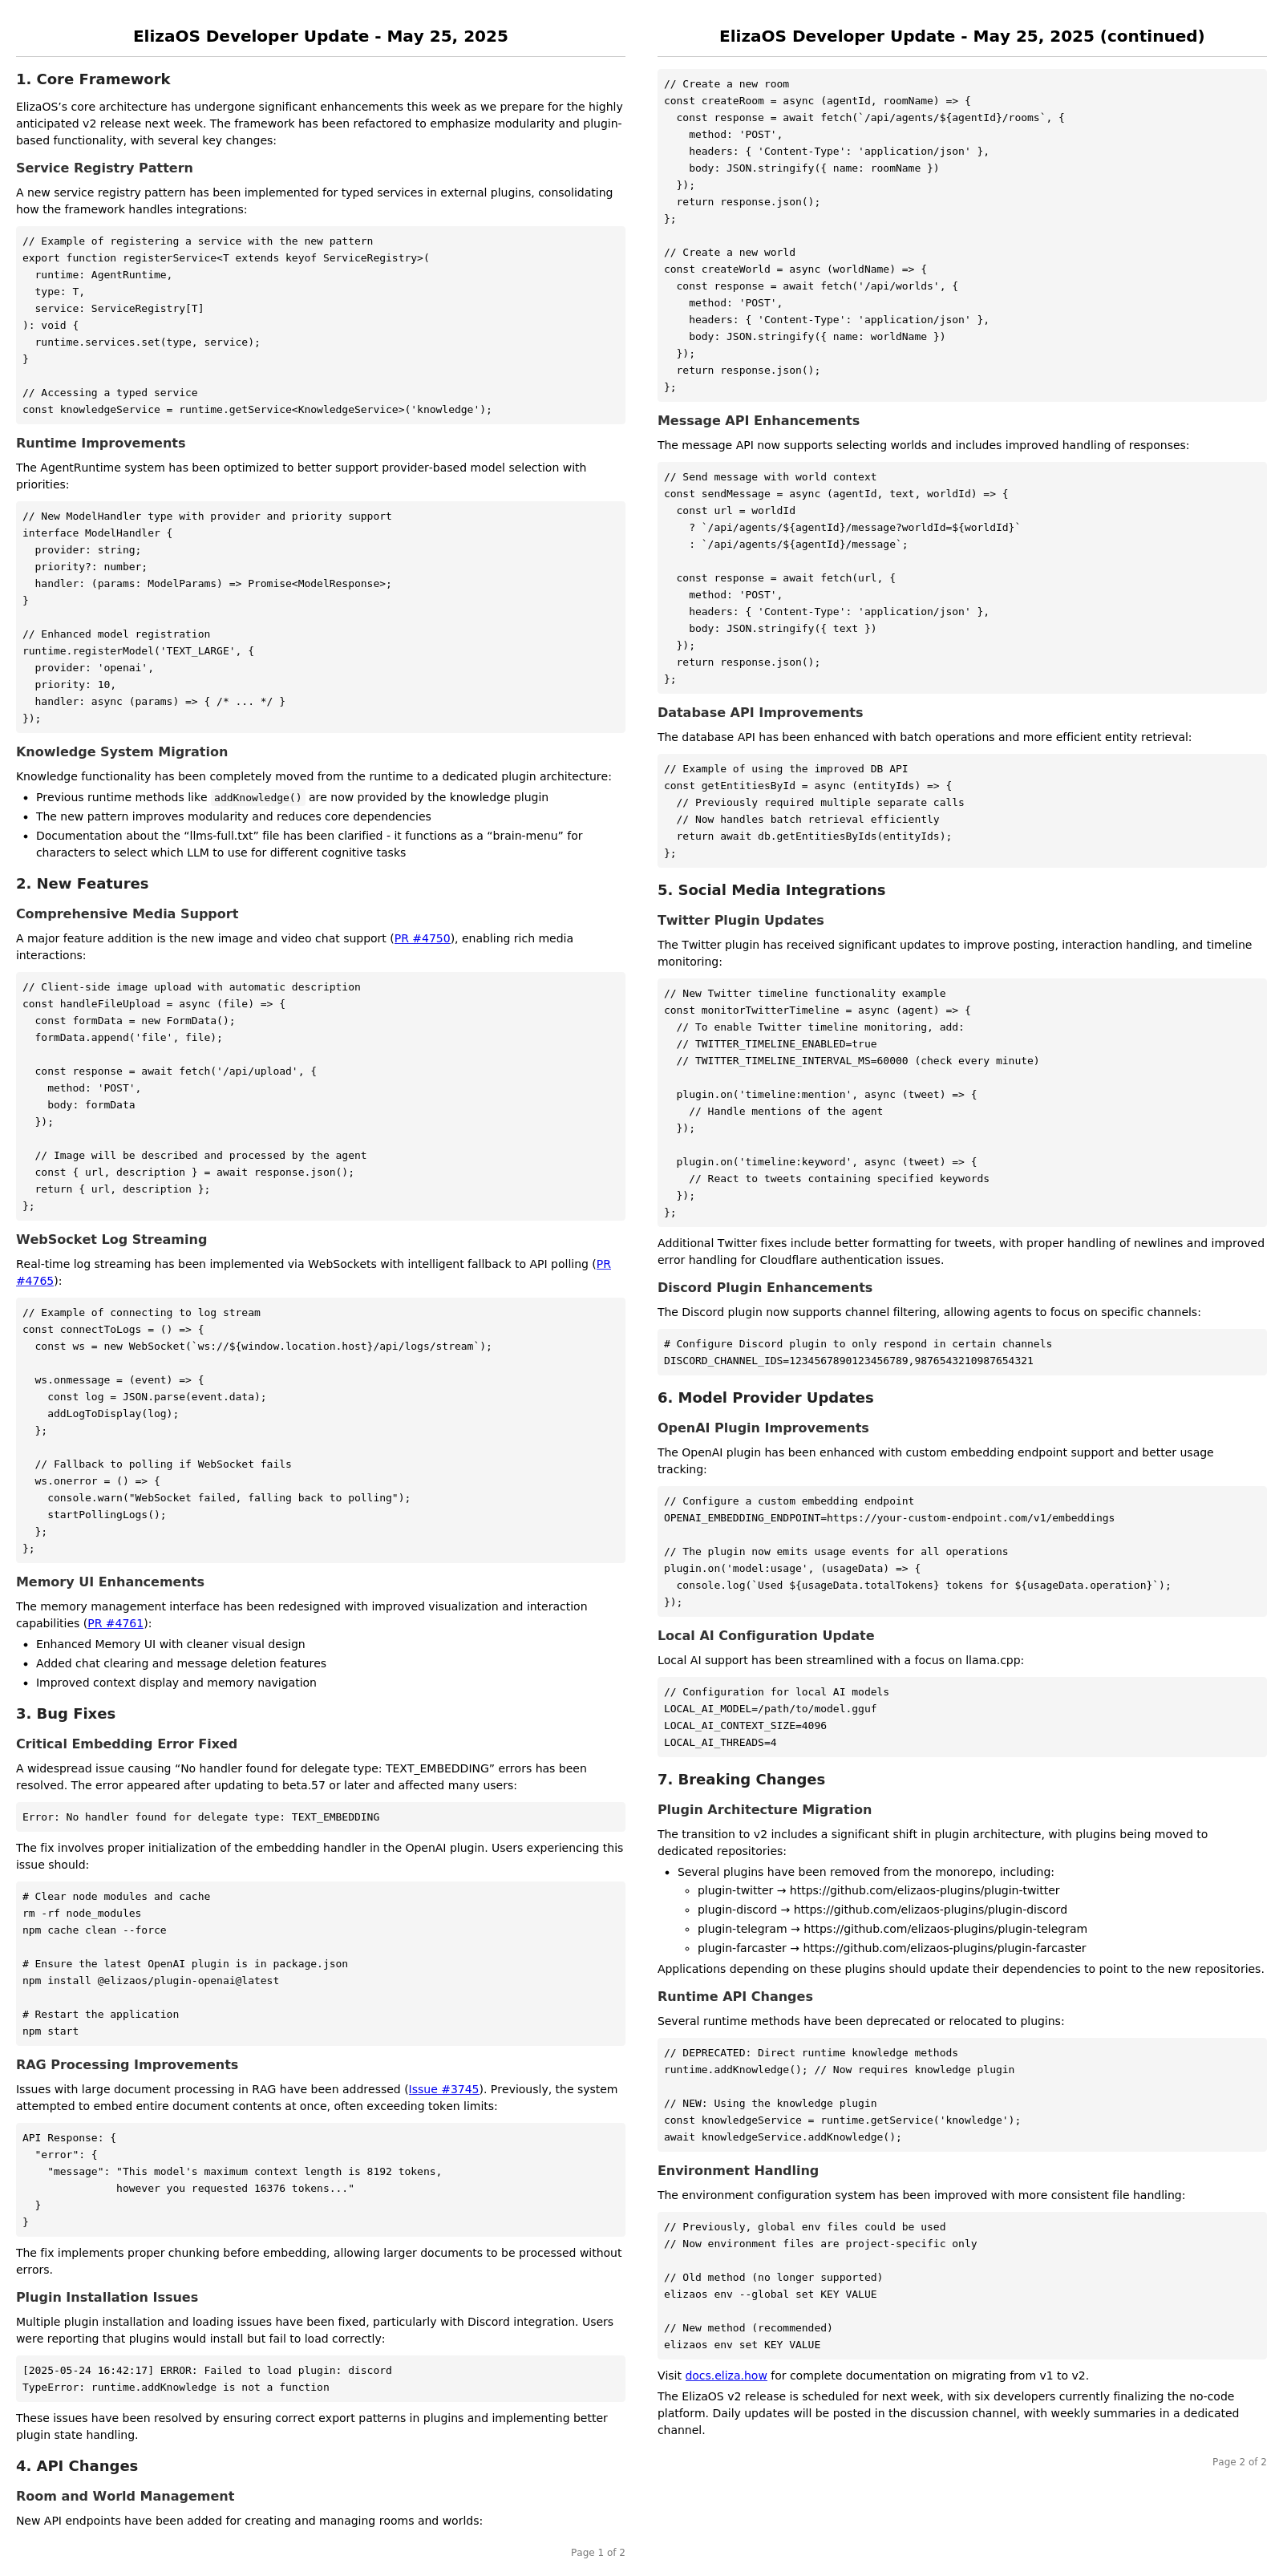 ElizaOS Developer Update - May 25, 2025
1. Core Framework
ElizaOS’s core architecture has undergone significant enhancements this week as we prepare for the highly
anticipated v2 release next week. The framework has been refactored to emphasize modularity and plugin-
based functionality, with several key changes:
Service Registry Pattern
A new service registry pattern has been implemented for typed services in external plugins, consolidating
how the framework handles integrations:
// Example of registering a service with the new pattern
export function registerService<T extends keyof ServiceRegistry>(
  runtime: AgentRuntime,
  type: T,
  service: ServiceRegistry[T]
): void {
  runtime.services.set(type, service);
}

// Accessing a typed service
const knowledgeService = runtime.getService<KnowledgeService>('knowledge');
Runtime Improvements
The AgentRuntime system has been optimized to better support provider-based model selection with
priorities:
// New ModelHandler type with provider and priority support
interface ModelHandler {
  provider: string;
  priority?: number;
  handler: (params: ModelParams) => Promise<ModelResponse>;
}

// Enhanced model registration
runtime.registerModel('TEXT_LARGE', {
  provider: 'openai',
  priority: 10,
  handler: async (params) => { /* ... */ }
});
Knowledge System Migration
Knowledge functionality has been completely moved from the runtime to a dedicated plugin architecture:
• Previous runtime methods like addKnowledge() are now provided by the knowledge plugin
• The new pattern improves modularity and reduces core dependencies
• Documentation about the “llms-full.txt” file has been clarified - it functions as a “brain-menu” for
characters to select which LLM to use for different cognitive tasks
2. New Features
Comprehensive Media Support
A major feature addition is the new image and video chat support (PR #4750), enabling rich media
interactions:
// Client-side image upload with automatic description
const handleFileUpload = async (file) => {
  const formData = new FormData();
  formData.append('file', file);

  const response = await fetch('/api/upload', {
    method: 'POST',
    body: formData
  });

  // Image will be described and processed by the agent
  const { url, description } = await response.json();
  return { url, description };
};
WebSocket Log Streaming
Real-time log streaming has been implemented via WebSockets with intelligent fallback to API polling (PR
#4765):
// Example of connecting to log stream
const connectToLogs = () => {
  const ws = new WebSocket(`ws://${window.location.host}/api/logs/stream`);

  ws.onmessage = (event) => {
    const log = JSON.parse(event.data);
    addLogToDisplay(log);
  };

  // Fallback to polling if WebSocket fails
  ws.onerror = () => {
    console.warn("WebSocket failed, falling back to polling");
    startPollingLogs();
  };
};
Memory UI Enhancements
The memory management interface has been redesigned with improved visualization and interaction
capabilities (PR #4761):
• Enhanced Memory UI with cleaner visual design
• Added chat clearing and message deletion features
• Improved context display and memory navigation
3. Bug Fixes
Critical Embedding Error Fixed
A widespread issue causing “No handler found for delegate type: TEXT_EMBEDDING” errors has been
resolved. The error appeared after updating to beta.57 or later and affected many users:
Error: No handler found for delegate type: TEXT_EMBEDDING
The fix involves proper initialization of the embedding handler in the OpenAI plugin. Users experiencing this
issue should:
# Clear node modules and cache
rm -rf node_modules
npm cache clean --force

# Ensure the latest OpenAI plugin is in package.json
npm install @elizaos/plugin-openai@latest

# Restart the application
npm start
RAG Processing Improvements
Issues with large document processing in RAG have been addressed (Issue #3745). Previously, the system
attempted to embed entire document contents at once, often exceeding token limits:
API Response: {
  "error": {
    "message": "This model's maximum context length is 8192 tokens,
               however you requested 16376 tokens..."
  }
}
The fix implements proper chunking before embedding, allowing larger documents to be processed without
errors.
Plugin Installation Issues
Multiple plugin installation and loading issues have been fixed, particularly with Discord integration. Users
were reporting that plugins would install but fail to load correctly:
[2025-05-24 16:42:17] ERROR: Failed to load plugin: discord
TypeError: runtime.addKnowledge is not a function
These issues have been resolved by ensuring correct export patterns in plugins and implementing better
plugin state handling.
4. API Changes
Room and World Management
New API endpoints have been added for creating and managing rooms and worlds:
Page 1 of 2
ElizaOS Developer Update - May 25, 2025 (continued)
// Create a new room
const createRoom = async (agentId, roomName) => {
  const response = await fetch(`/api/agents/${agentId}/rooms`, {
    method: 'POST',
    headers: { 'Content-Type': 'application/json' },
    body: JSON.stringify({ name: roomName })
  });
  return response.json();
};

// Create a new world
const createWorld = async (worldName) => {
  const response = await fetch('/api/worlds', {
    method: 'POST',
    headers: { 'Content-Type': 'application/json' },
    body: JSON.stringify({ name: worldName })
  });
  return response.json();
};
Message API Enhancements
The message API now supports selecting worlds and includes improved handling of responses:
// Send message with world context
const sendMessage = async (agentId, text, worldId) => {
  const url = worldId
    ? `/api/agents/${agentId}/message?worldId=${worldId}`
    : `/api/agents/${agentId}/message`;

  const response = await fetch(url, {
    method: 'POST',
    headers: { 'Content-Type': 'application/json' },
    body: JSON.stringify({ text })
  });
  return response.json();
};
Database API Improvements
The database API has been enhanced with batch operations and more efficient entity retrieval:
// Example of using the improved DB API
const getEntitiesById = async (entityIds) => {
  // Previously required multiple separate calls
  // Now handles batch retrieval efficiently
  return await db.getEntitiesByIds(entityIds);
};
5. Social Media Integrations
Twitter Plugin Updates
The Twitter plugin has received significant updates to improve posting, interaction handling, and timeline
monitoring:
// New Twitter timeline functionality example
const monitorTwitterTimeline = async (agent) => {
  // To enable Twitter timeline monitoring, add:
  // TWITTER_TIMELINE_ENABLED=true
  // TWITTER_TIMELINE_INTERVAL_MS=60000 (check every minute)

  plugin.on('timeline:mention', async (tweet) => {
    // Handle mentions of the agent
  });

  plugin.on('timeline:keyword', async (tweet) => {
    // React to tweets containing specified keywords
  });
};
Additional Twitter fixes include better formatting for tweets, with proper handling of newlines and improved
error handling for Cloudflare authentication issues.
Discord Plugin Enhancements
The Discord plugin now supports channel filtering, allowing agents to focus on specific channels:
# Configure Discord plugin to only respond in certain channels
DISCORD_CHANNEL_IDS=1234567890123456789,9876543210987654321
6. Model Provider Updates
OpenAI Plugin Improvements
The OpenAI plugin has been enhanced with custom embedding endpoint support and better usage
tracking:
// Configure a custom embedding endpoint
OPENAI_EMBEDDING_ENDPOINT=https://your-custom-endpoint.com/v1/embeddings

// The plugin now emits usage events for all operations
plugin.on('model:usage', (usageData) => {
  console.log(`Used ${usageData.totalTokens} tokens for ${usageData.operation}`);
});
Local AI Configuration Update
Local AI support has been streamlined with a focus on llama.cpp:
// Configuration for local AI models
LOCAL_AI_MODEL=/path/to/model.gguf
LOCAL_AI_CONTEXT_SIZE=4096
LOCAL_AI_THREADS=4
7. Breaking Changes
Plugin Architecture Migration
The transition to v2 includes a significant shift in plugin architecture, with plugins being moved to
dedicated repositories:
• Several plugins have been removed from the monorepo, including:
◦ plugin-twitter → https://github.com/elizaos-plugins/plugin-twitter
◦ plugin-discord → https://github.com/elizaos-plugins/plugin-discord
◦ plugin-telegram → https://github.com/elizaos-plugins/plugin-telegram
◦ plugin-farcaster → https://github.com/elizaos-plugins/plugin-farcaster
Applications depending on these plugins should update their dependencies to point to the new repositories.
Runtime API Changes
Several runtime methods have been deprecated or relocated to plugins:
// DEPRECATED: Direct runtime knowledge methods
runtime.addKnowledge(); // Now requires knowledge plugin

// NEW: Using the knowledge plugin
const knowledgeService = runtime.getService('knowledge');
await knowledgeService.addKnowledge();
Environment Handling
The environment configuration system has been improved with more consistent file handling:
// Previously, global env files could be used
// Now environment files are project-specific only

// Old method (no longer supported)
elizaos env --global set KEY VALUE

// New method (recommended)
elizaos env set KEY VALUE
Visit docs.eliza.how for complete documentation on migrating from v1 to v2.
The ElizaOS v2 release is scheduled for next week, with six developers currently finalizing the no-code
platform. Daily updates will be posted in the discussion channel, with weekly summaries in a dedicated
channel.
Page 2 of 2